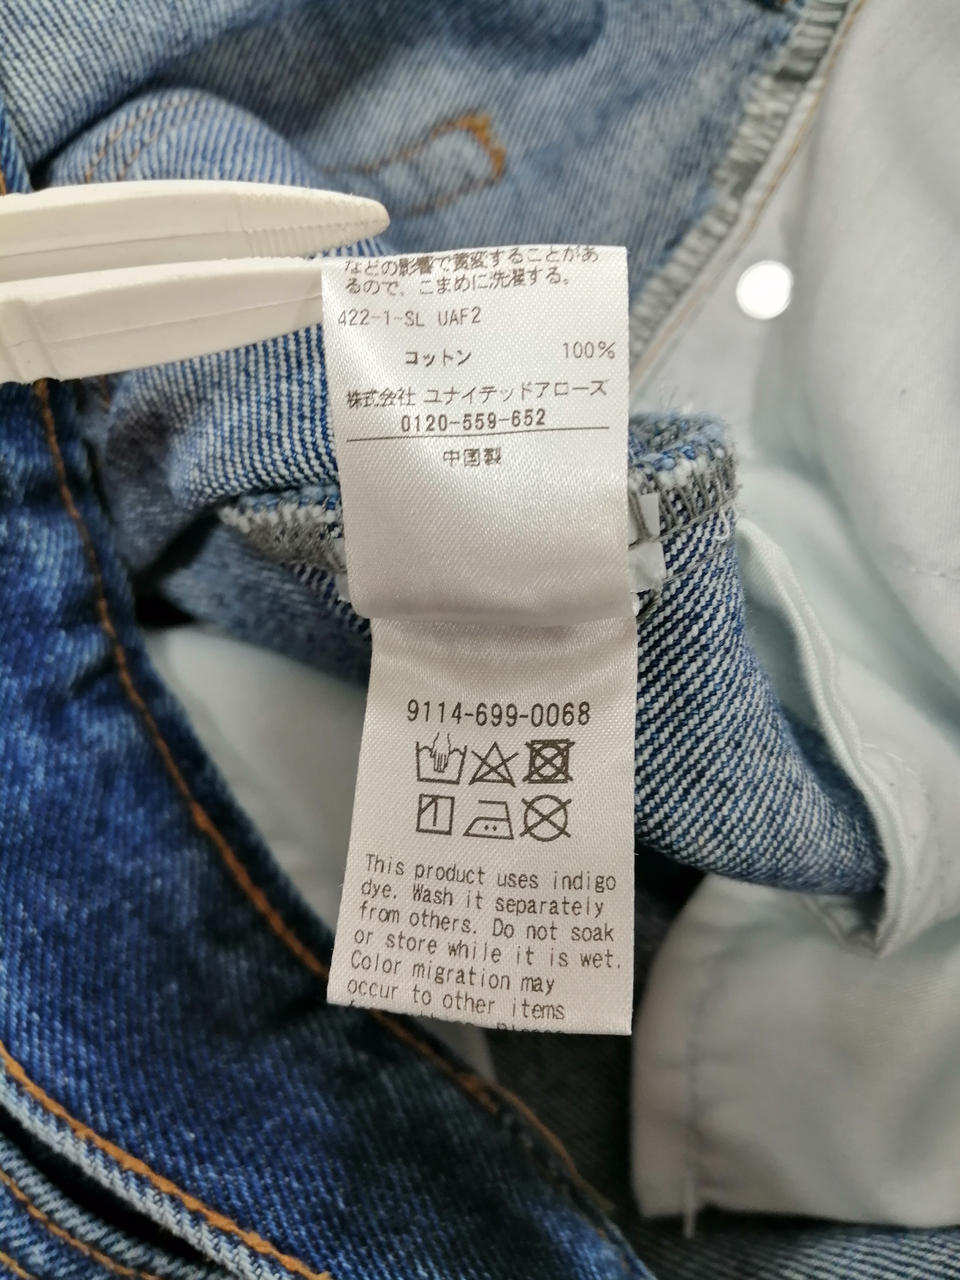 などの影響で黄変することがあ
るので、こまめに洗濯する。
422-1-SL UAF2
コットン 100%
株式会社 ユナイテッドアローズ
0120-559-652
中国製
9114-699-0068
This product uses indigo
dye. Wash it separately
from others. Do not soak
or store while it is wet.
Color migration may
occur to other items